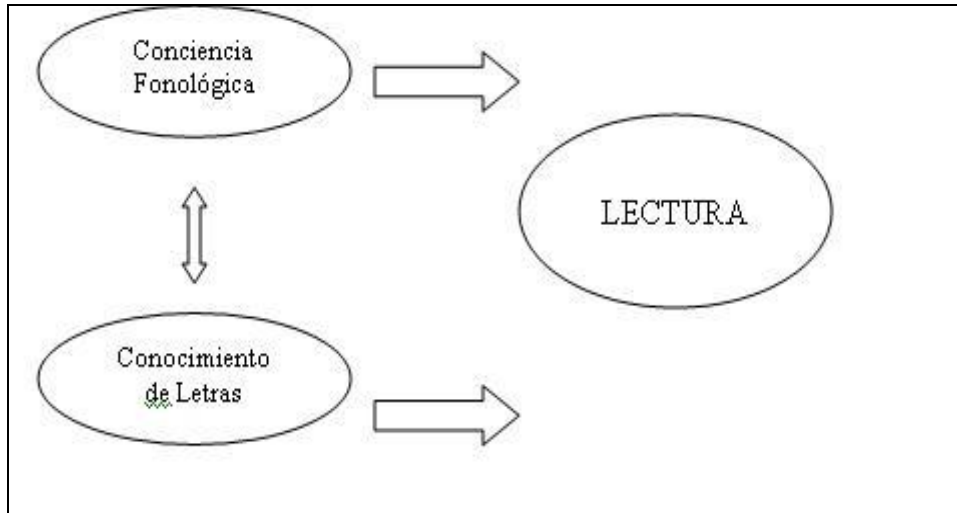 Conciencia
Fonológica
LECTURA
Conocimiento
de Letras